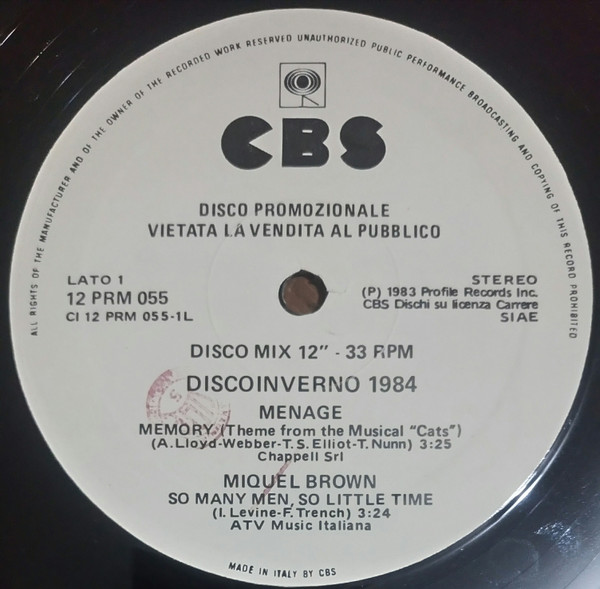 ALL RIGHTS OF THE MANUFACTURER AND OF THE OWNER OF THE RECORDED WORK RESERVED UNAUTHORIZED PUBLIC PERFORMANCE BROADCASTING AND COPYING OF THIS RECORD PROHIBITED
CBS
DISCO PROMOZIONALE
VIETATA LA VENDITA AL PUBBLICO
LATO 1
12 PRM 055
CI 12 PRM 055-1L
STEREO
(P) 1983 Profile Records Inc.
CBS Dischi su licenza Carrere
SIAE
DISCO MIX 12" - 33 RPM
DISCOINVERNO 1984
MENAGE
MEMORY (Theme from the Musical "Cats")
(A. Lloyd-Webber-T.S. Elliot-T. Nunn) 3:25
Chappell Srl
MIQUEL BROWN
SO MANY MEN, SO LITTLE TIME
(I. Levine-F. Trench) 3:24
ATV Music Italiana
MADE IN ITALY BY CBS